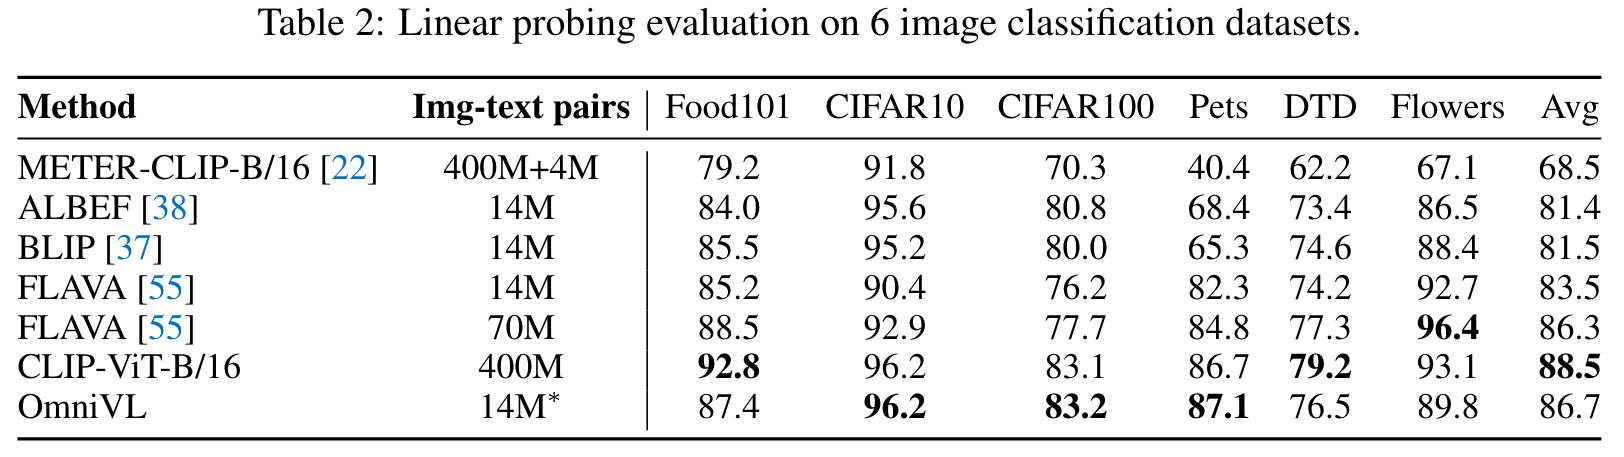 Table 2: Linear probing evaluation on 6 image classification datasets.
Method Img-text pairs Food101 CIFAR10 CIFAR100 Pets DTD Flowers Avg
METER-CLIP-B/16 [22] 400M+4M 79.2 91.8 70.3 40.4 62.2 67.1 68.5
ALBEF [38] 14M 84.0 95.6 80.8 68.4 73.4 86.5 81.4
BLIP [37] 14M 85.5 95.2 80.0 65.3 74.6 88.4 81.5
FLAVA [55] 14M 85.2 90.4 76.2 82.3 74.2 92.7 83.5
FLAVA [55] 70M 88.5 92.9 77.7 84.8 77.3 96.4 86.3
CLIP-ViT-B/16 400M 92.8 96.2 83.1 86.7 79.2 93.1 88.5
OmniVL 14M* 87.4 96.2 83.2 87.1 76.5 89.8 86.7